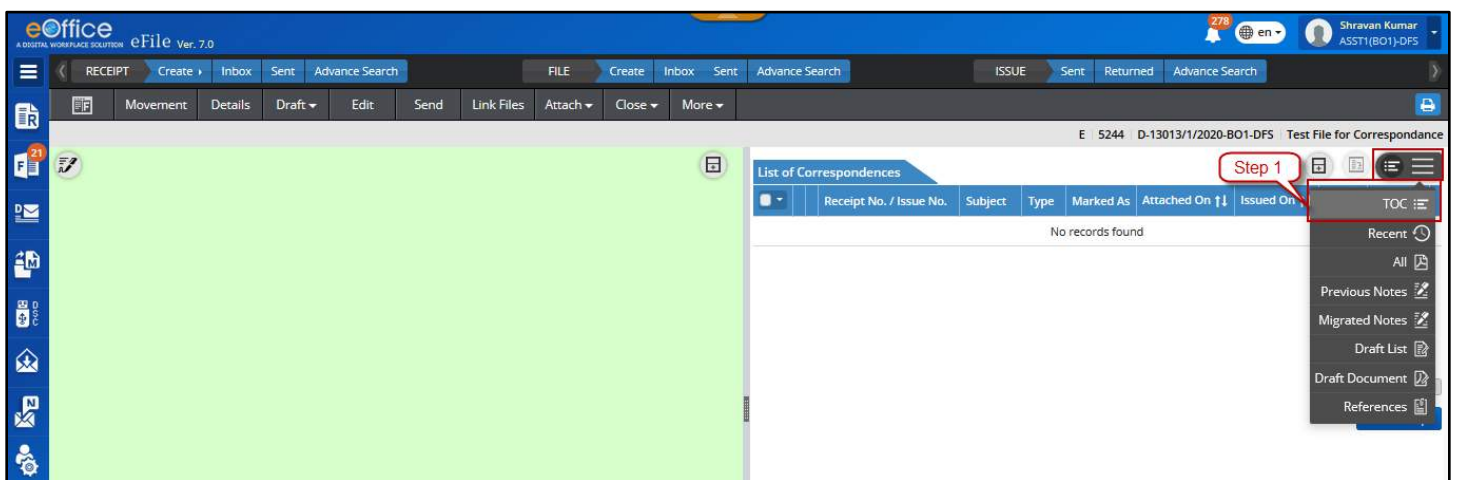 eOffice
A DIGITAL WORKPLACE SOLUTION eFile Ver. 7.0
278
en
Shravan Kumar
ASST1(BO1)-DFS
RECEIPT Create Inbox Sent Advance Search FILE Create Inbox Sent Advance Search ISSUE Sent Returned Advance Search
F Movement Details Draft Edit Send Link Files Attach Close More
R
E 5244 D-13013/1/2020-BO1-DFS Test File for Correspondance
F 21
List of Correspondences
Step 1
Receipt No. / Issue No. Subject Type Marked As Attached On Issued On
TOC
D
No records found
Recent
M
All
Previous Notes
DSC
Migrated Notes
Draft List
Draft Document
N
References